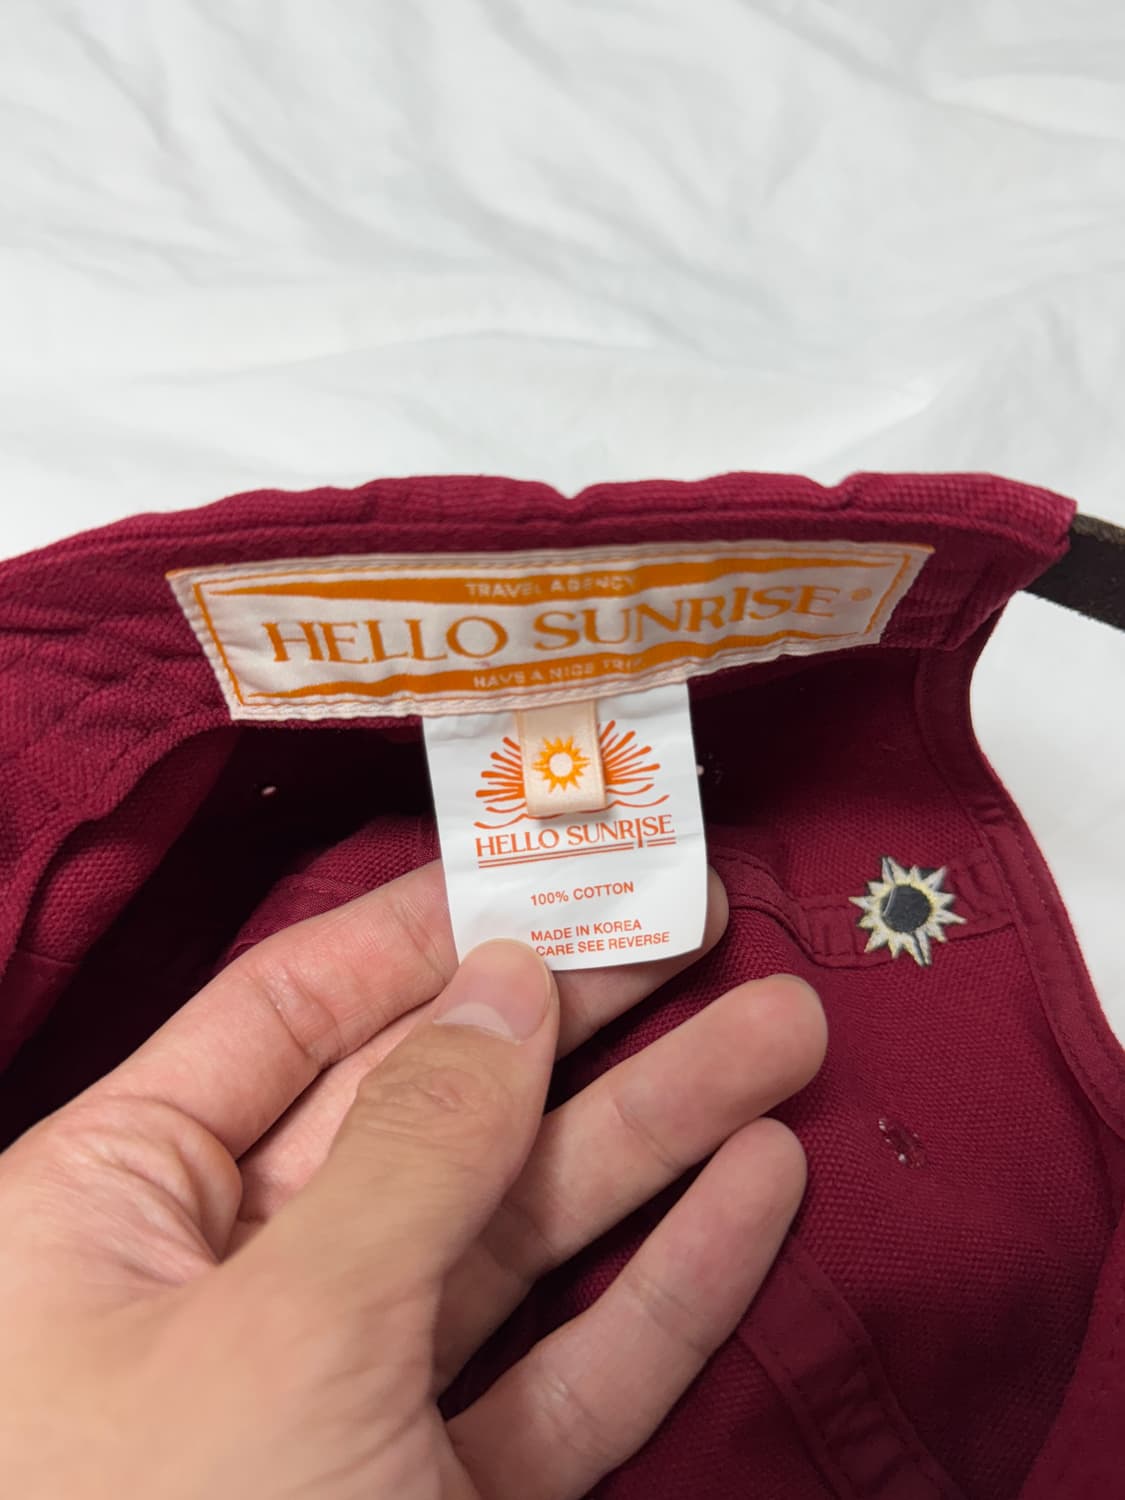 TRAVEL AGENCY
HELLO SUNRISE ®
HAVE A NICE TRIP
HELLO SUNRISE
100% COTTON
MADE IN KOREA
CARE SEE REVERSE